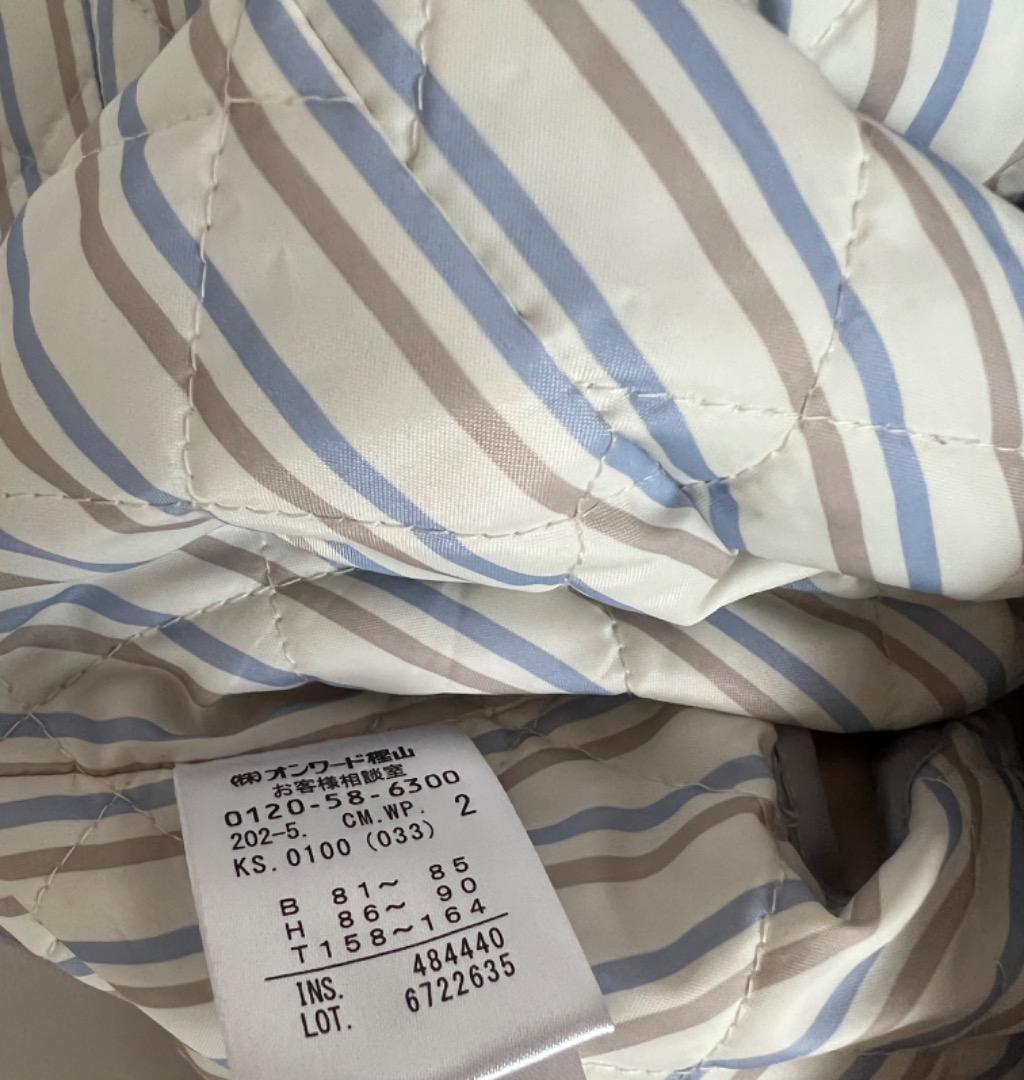 (株)オンワード樫山
お客様相談室
0120-58-6300
202-5. CM.WP. 2
KS.0100 (033)
B 81～ 85
H 86～ 90
T158～164
INS. 484440
LOT. 6722635